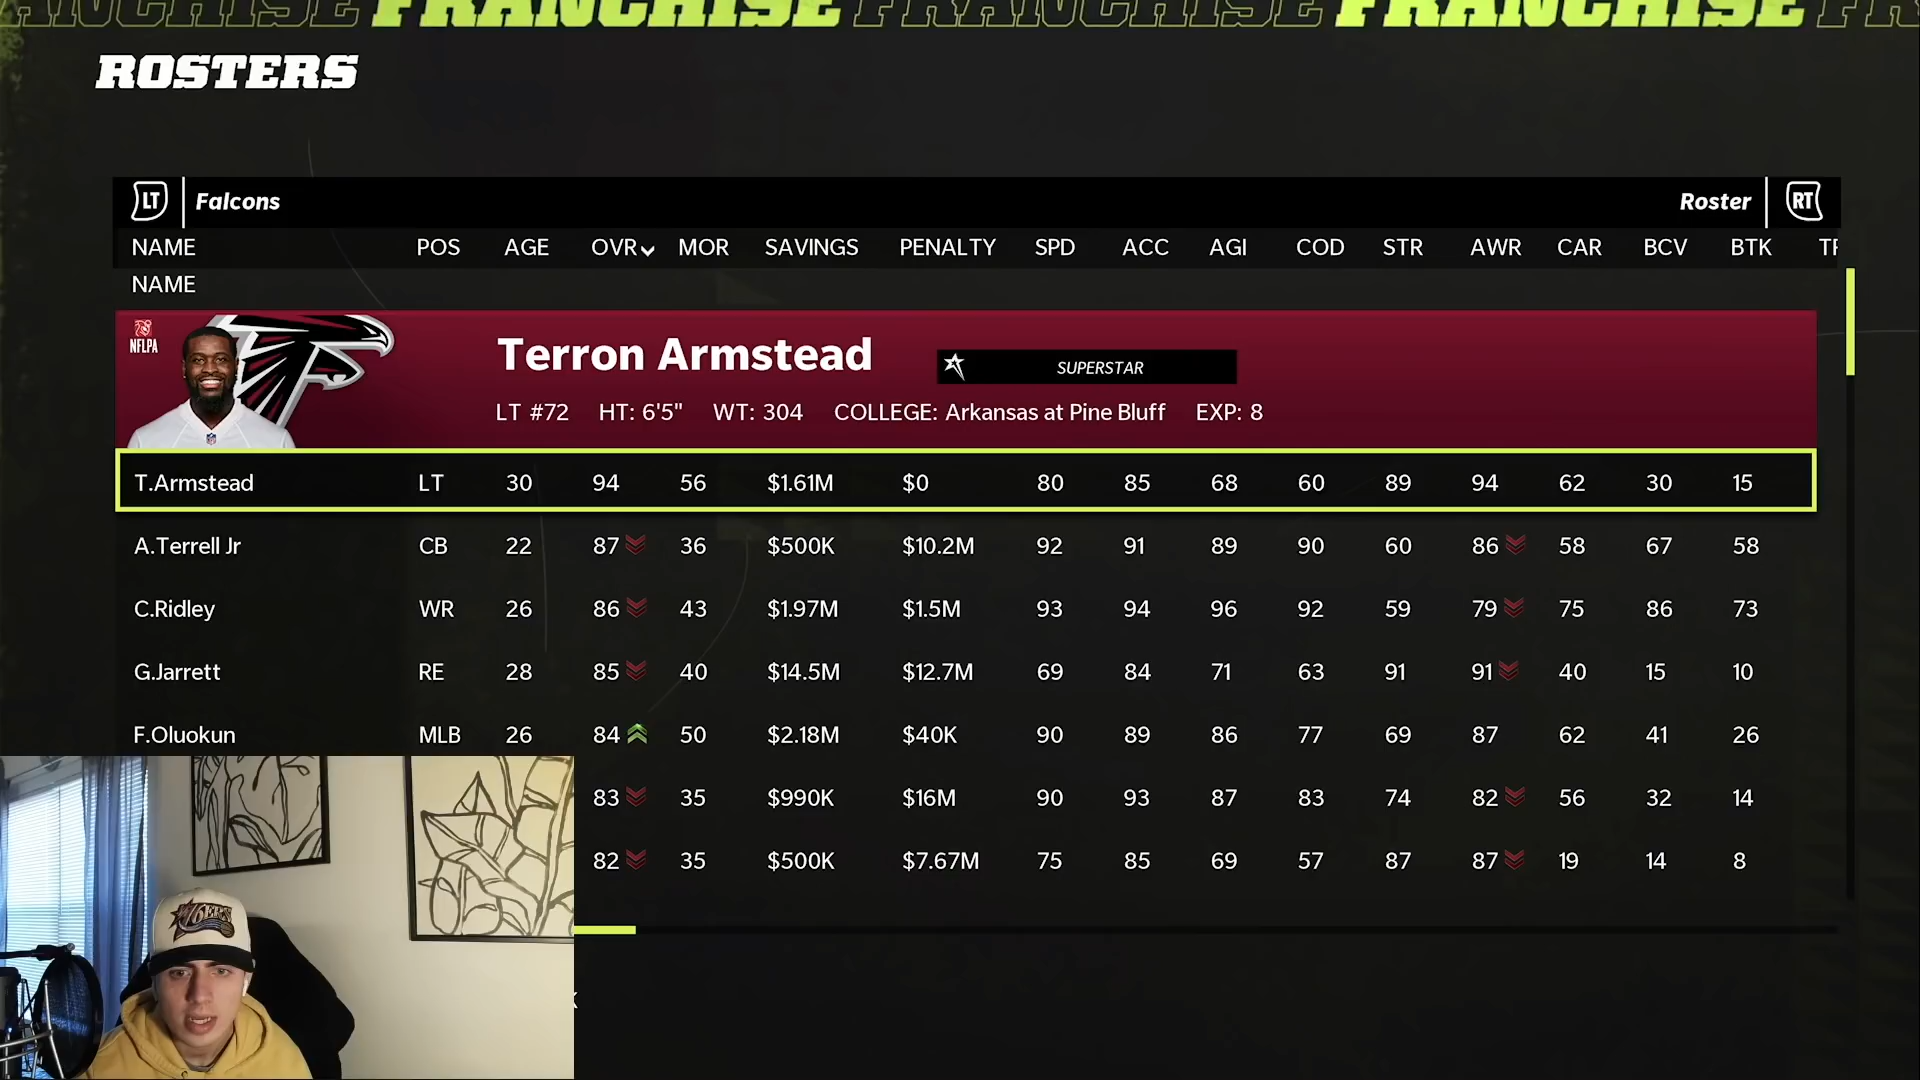 FRANCHISE FRANCHISE FRANCHISE
ROSTERS
LT Falcons Roster RT
NAME POS AGE OVR MOR SAVINGS PENALTY SPD ACC AGI COD STR AWR CAR BCV BTK
NAME
NFLPA
Terron Armstead SUPERSTAR
LT #72 HT: 6'5" WT: 304 COLLEGE: Arkansas at Pine Bluff EXP: 8
T.Armstead LT 30 94 56 $1.61M $0 80 85 68 60 89 94 62 30 15
A.Terrell Jr CB 22 87 36 $500K $10.2M 92 91 89 90 60 86 58 67 58
C.Ridley WR 26 86 43 $1.97M $1.5M 93 94 96 92 59 79 75 86 73
G.Jarrett RE 28 85 40 $14.5M $12.7M 69 84 71 63 91 91 40 15 10
F.Oluokun MLB 26 84 50 $2.18M $40K 90 89 86 77 69 87 62 41 26
83 35 $990K $16M 90 93 87 83 74 82 56 32 14
82 35 $500K $7.67M 75 85 69 57 87 87 19 14 8
76ERS